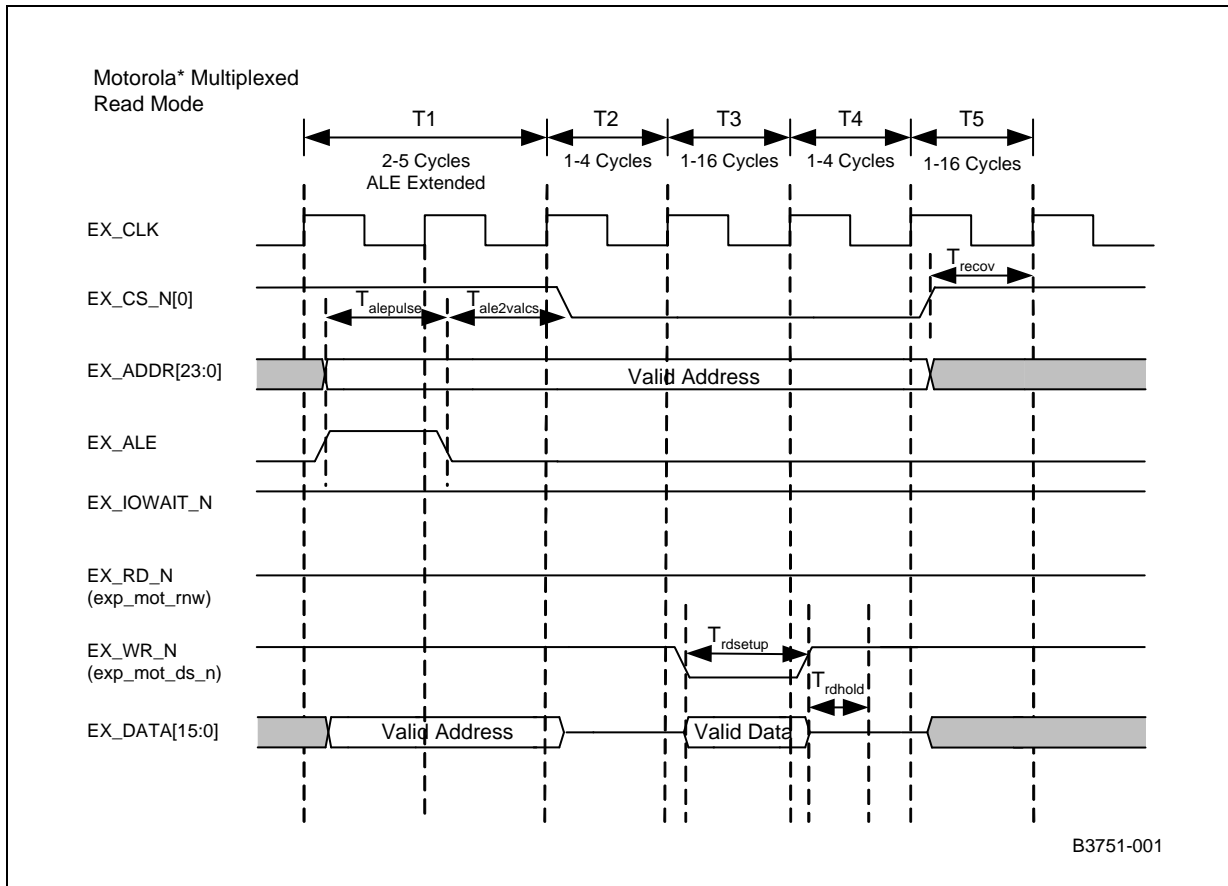 Motorola* Multiplexed
Read Mode
T1
T2
T3
T4
T5
2-5 Cycles
ALE Extended
1-4 Cycles
1-16 Cycles
1-4 Cycles
1-16 Cycles
EX_CLK
Trecov
EX_CS_N[0]
Talepulse
Tale2valcs
EX_ADDR[23:0]
Valid Address
EX_ALE
EX_IOWAIT_N
EX_RD_N
(exp_mot_rnw)
EX_WR_N
(exp_mot_ds_n)
Trdsetup
Trdhold
EX_DATA[15:0]
Valid Address
Valid Data
B3751-001